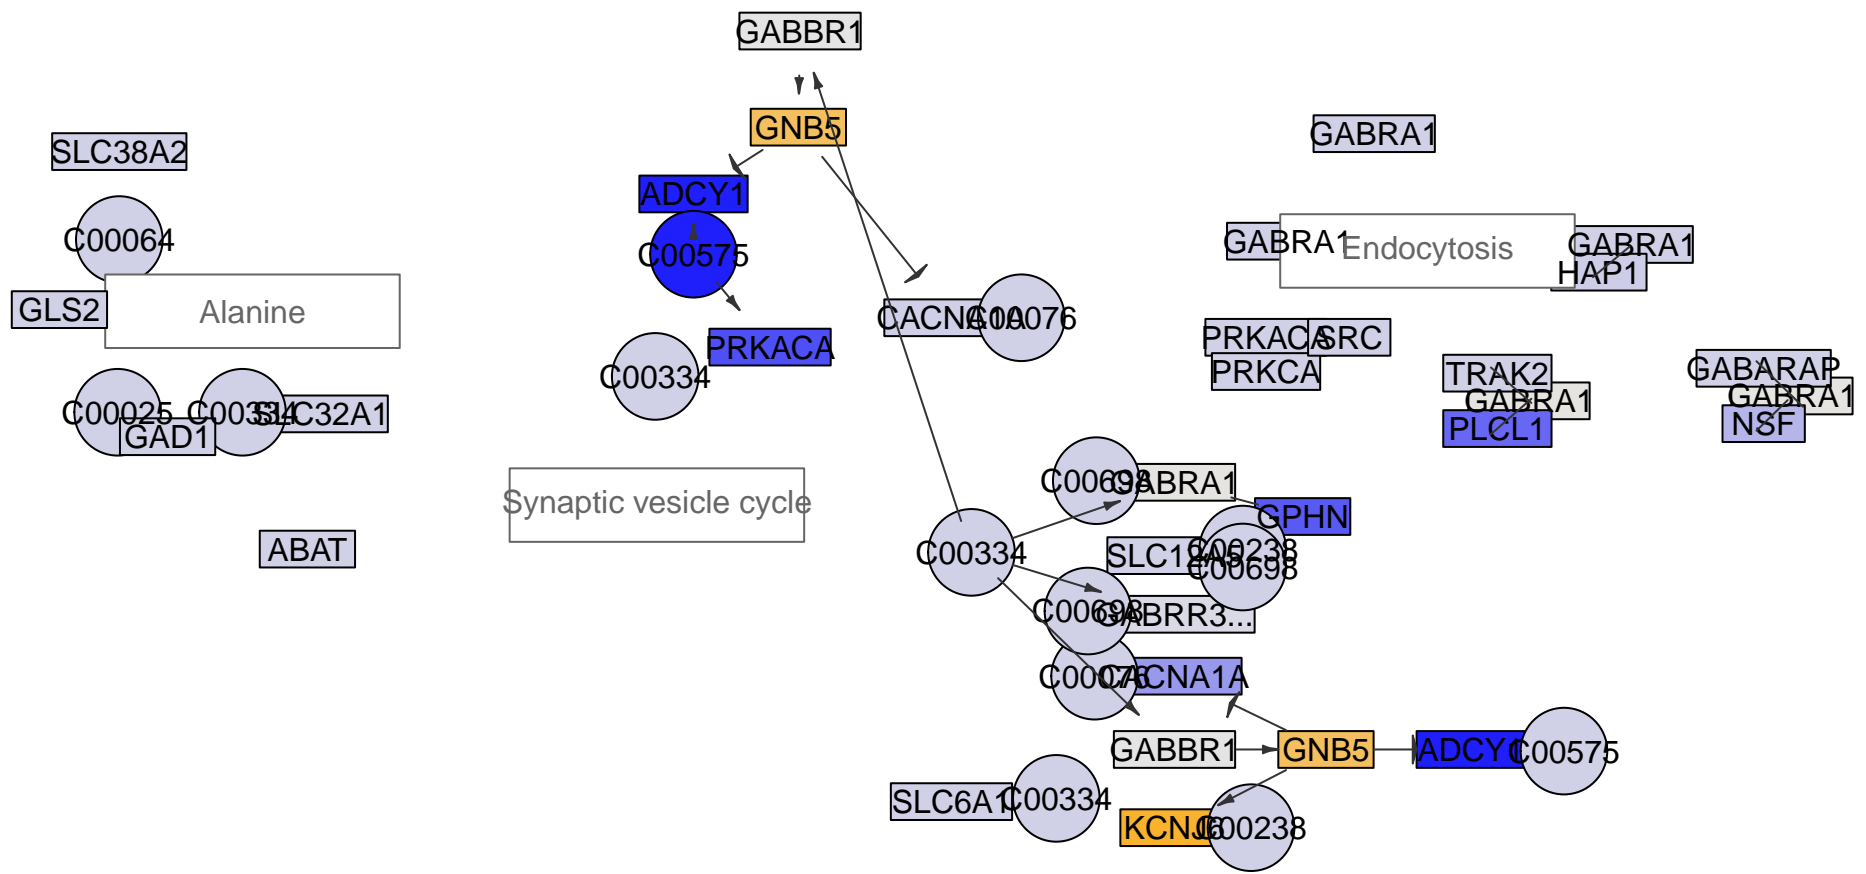 GABBR1
GNB5
GABRA1
SLC38A2
ADCY1
C00064
C00575
GABRA1
Endocytosis
GABRA1
HAP1
GLS2
Alanine
CACNA1A
C00076
PRKACA
SRC
PRKACA
PRKCA
C00334
TRAK2
GABRA1
PLCL1
GABARAP
GABRA1
NSF
C00025
C00334
SLC32A1
GAD1
Synaptic vesicle cycle
C00698
GABRA1
GPHN
ABAT
C00334
SLC12A5
C00238
C00698
C00698
GABRR3...
C00076
CACNA1A
GABBR1
GNB5
ADCY1
C00575
SLC6A1
C00334
KCNJ6
C00238